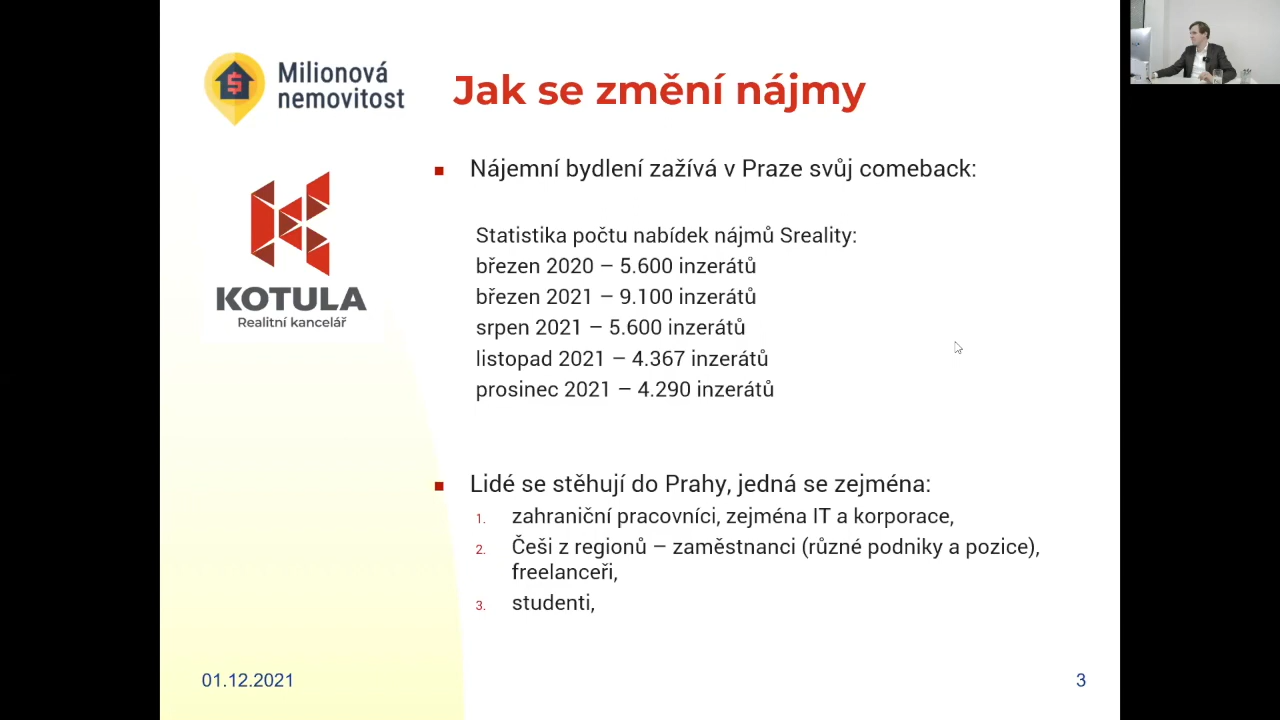 Milionová
nemovitost
Jak se změní nájmy
KOTULA
Realitní kancelář
Nájemní bydlení zažívá v Praze svůj comeback:
Statistika počtu nabídek nájmů Sreality:
březen 2020 – 5.600 inzerátů
březen 2021 – 9.100 inzerátů
srpen 2021 – 5.600 inzerátů
listopad 2021 – 4.367 inzerátů
prosinec 2021 – 4.290 inzerátů
Lidé se stěhují do Prahy, jedná se zejména:
1. zahraniční pracovníci, zejména IT a korporace,
2. Češi z regionů – zaměstnanci (různé podniky a pozice),
freelanceři,
3. studenti,
01.12.2021
3